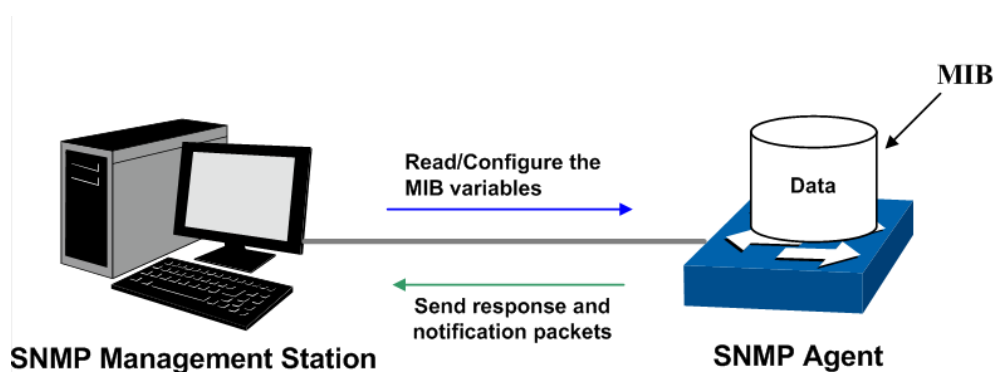 MIB
Read/Configure the
MIB variables
Data
Send response and
notification packets
SNMP Management Station
SNMP Agent